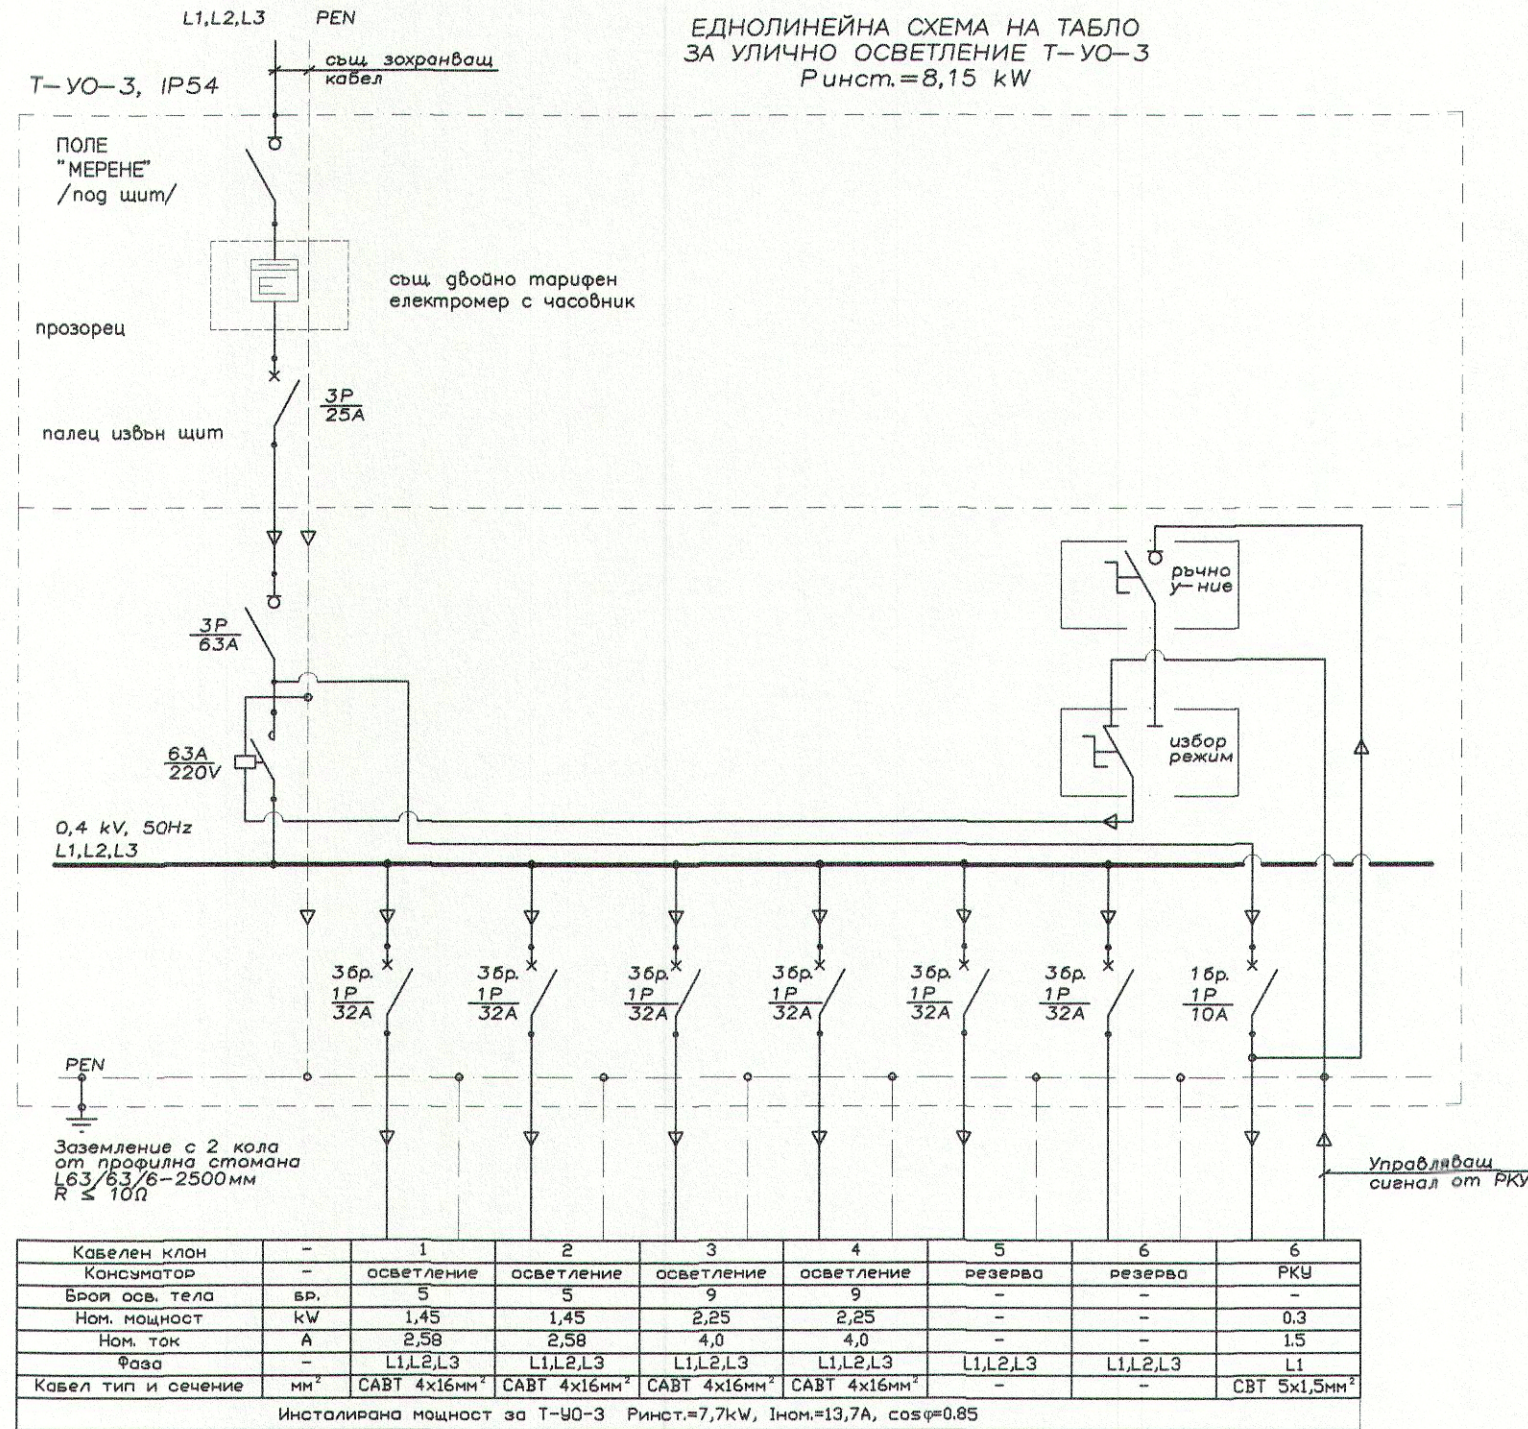 L1,L2,L3 PEN
ЕДНОЛИНЕЙНА СХЕМА НА ТАБЛО
ЗА УЛИЧНО ОСВЕТЛЕНИЕ Т-УО-3
Р инст.=8,15 kW
същ зохранващ
кабел
Т-УО-3, IP54
ПОЛЕ
"МЕРЕНЕ"
/под щит/
същ. двойно тарифен
електромер с часовник
прозорец
3P
25A
палец извън щит
ръчно
у-ние
3P
63A
избор
режим
63A
220V
0,4 kV, 50Hz
L1,L2,L3
3бр. 3бр. 3бр. 3бр. 3бр. 3бр. 1бр.
1P 1P 1P 1P 1P 1P 1P
32A 32A 32A 32A 32A 32A 10A
PEN
Заземление с 2 кола
от профилна стомана
L63/63/6-2500мм
R ≤ 10Ω
Управляващ
сигнал от РКУ
Кабелен клон - 1 2 3 4 5 6 6
Консуматор - осветление осветление осветление осветление резерва резерва РКУ
Брой осв. тела бр. 5 5 9 9 - - -
Ном. мощност kW 1,45 1,45 2,25 2,25 - - 0.3
Ном. ток A 2,58 2,58 4,0 4,0 - - 1.5
Фаза - L1,L2,L3 L1,L2,L3 L1,L2,L3 L1,L2,L3 L1,L2,L3 L1,L2,L3 L1
Кабел тип и сечение мм² САВТ 4x16мм² САВТ 4x16мм² САВТ 4x16мм² САВТ 4x16мм² - - СВТ 5x1,5мм²
Инсталирана мощност за Т-УО-3 Ринст.=7,7kW, Iном.=13,7А, cosφ=0.85